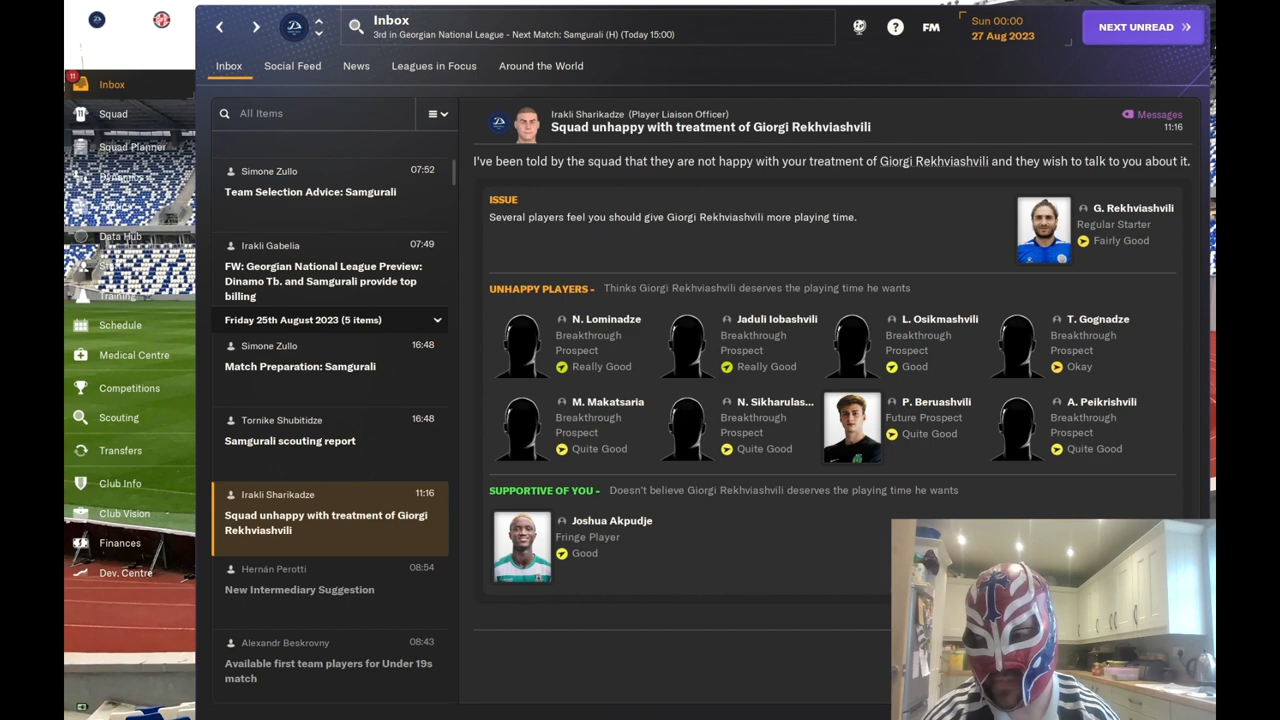 Inbox
3rd in Georgian National League - Next Match: Samgurali (H) (Today 15:00)
?
FM
Sun 00:00
27 Aug 2023
NEXT UNREAD
Inbox
Social Feed
News
Leagues in Focus
Around the World
11
Inbox
Squad
Squad Planner
Dynamics
Data Hub
Training
Schedule
Medical Centre
Competitions
Scouting
Transfers
Club Info
Club Vision
Finances
Dev. Centre
All Items
Simone Zullo
07:52
Team Selection Advice: Samgurali
Irakli Gabelia
07:49
FW: Georgian National League Preview:
Dinamo Tb. and Samgurali provide top
billing
Friday 25th August 2023 (5 items)
Simone Zullo
16:48
Match Preparation: Samgurali
Tornike Shubitidze
16:48
Samgurali scouting report
Irakli Sharikadze
11:16
Squad unhappy with treatment of Giorgi
Rekhviashvili
Hernán Perotti
08:54
New Intermediary Suggestion
Alexandr Beskrovny
08:43
Available first team players for Under 19s
match
Irakli Sharikadze (Player Liaison Officer)
Squad unhappy with treatment of Giorgi Rekhviashvili
Messages
11:16
I've been told by the squad that they are not happy with your treatment of Giorgi Rekhviashvili and they wish to talk to you about it.
ISSUE
Several players feel you should give Giorgi Rekhviashvili more playing time.
G. Rekhviashvili
Regular Starter
Fairly Good
UNHAPPY PLAYERS - Thinks Giorgi Rekhviashvili deserves the playing time he wants
N. Lominadze
Breakthrough
Prospect
Really Good
Jaduli Iobashvili
Breakthrough
Prospect
Really Good
L. Osikmashvili
Breakthrough
Prospect
Good
T. Gognadze
Breakthrough
Prospect
Okay
M. Makatsaria
Breakthrough
Prospect
Quite Good
N. Sikharulas...
Breakthrough
Prospect
Quite Good
P. Beruashvili
Future Prospect
Quite Good
A. Peikrishvili
Breakthrough
Prospect
Quite Good
SUPPORTIVE OF YOU - Doesn't believe Giorgi Rekhviashvili deserves the playing time he wants
Joshua Akpudje
Fringe Player
Good